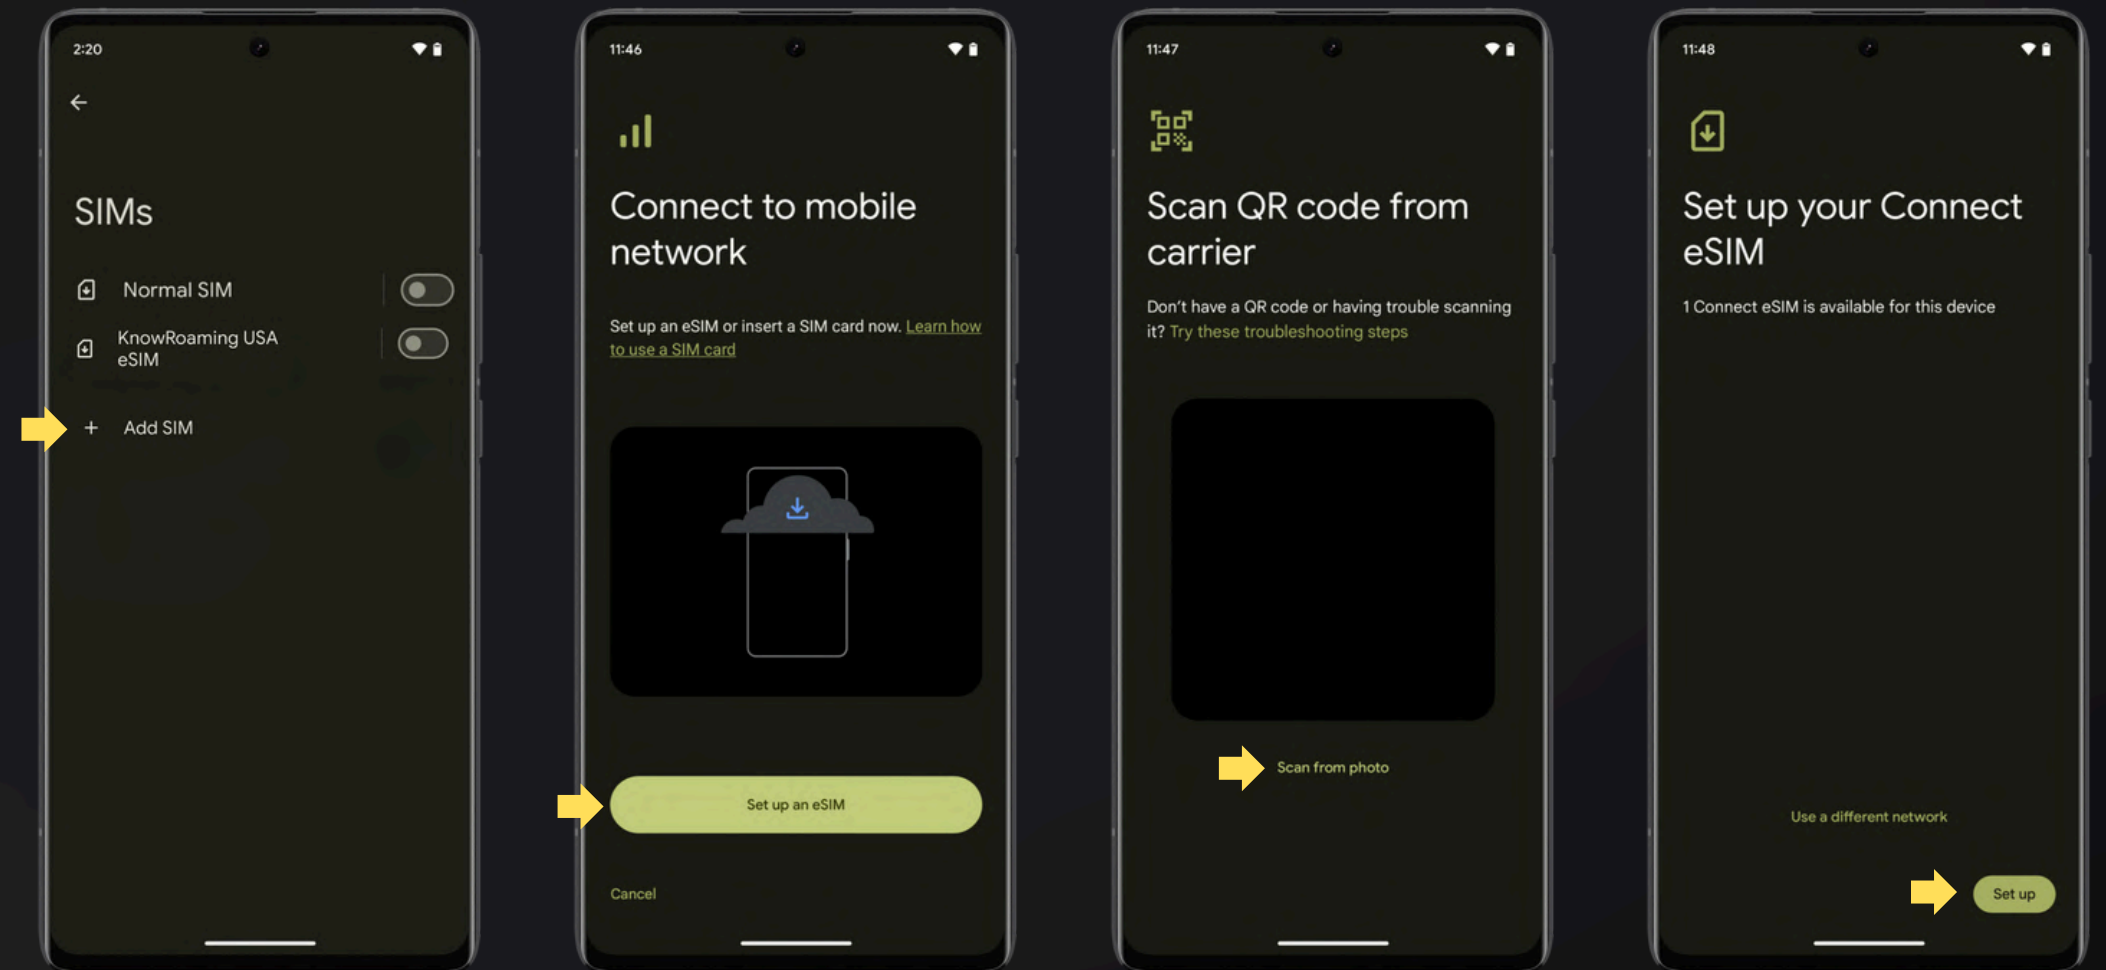 2:20
SIMs
Normal SIM
KnowRoaming USA
eSIM
+ Add SIM
11:46
Connect to mobile
network
Set up an eSIM or insert a SIM card now. Learn how
to use a SIM card
Set up an eSIM
Cancel
11:47
Scan QR code from
carrier
Don't have a QR code or having trouble scanning
it? Try these troubleshooting steps
Scan from photo
11:48
Set up your Connect
eSIM
1 Connect eSIM is available for this device
Use a different network
Set up